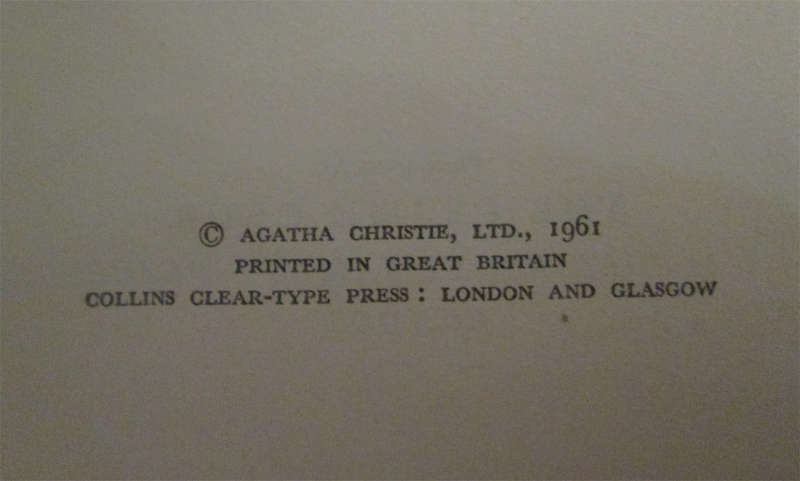 © AGATHA CHRISTIE, LTD., 1961
PRINTED IN GREAT BRITAIN
COLLINS CLEAR-TYPE PRESS : LONDON AND GLASGOW